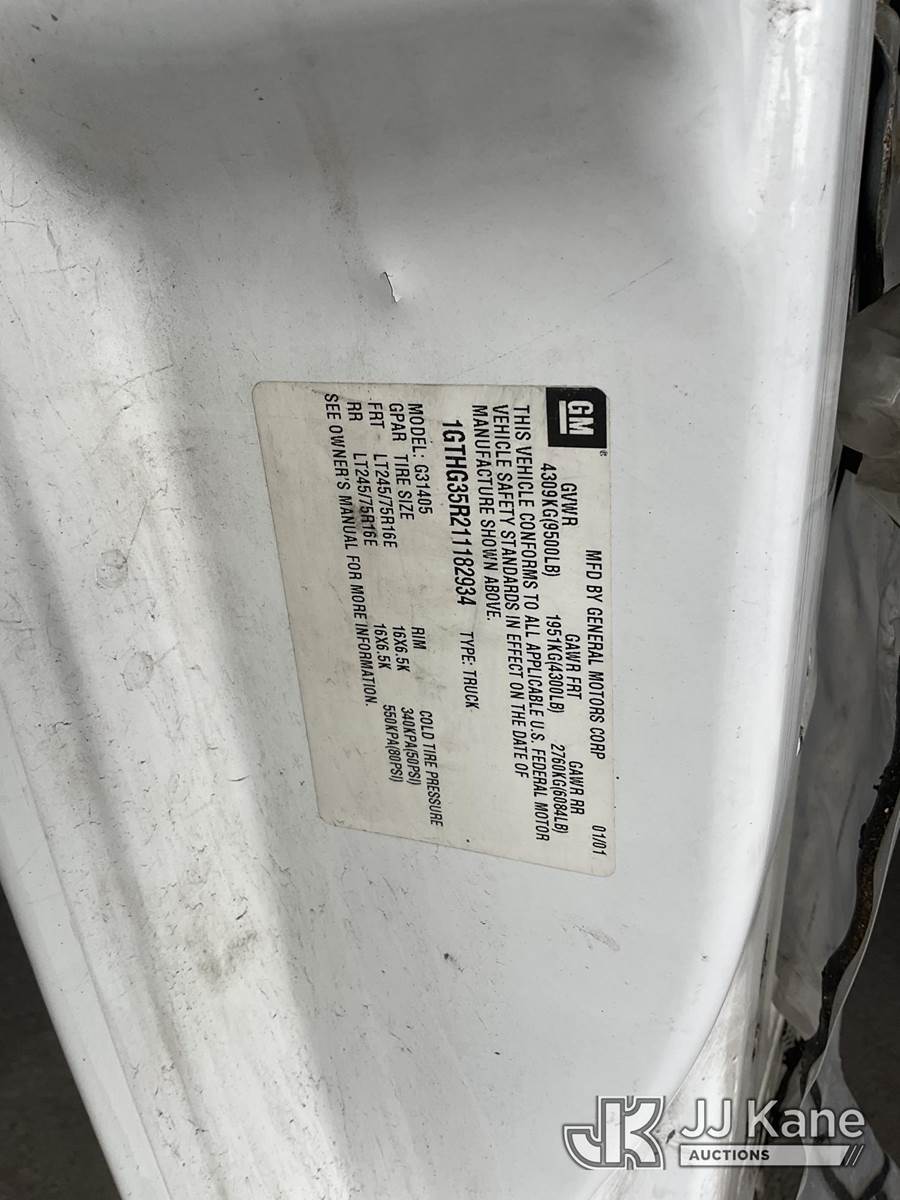 GM ®
MFD BY GENERAL MOTORS CORP 01/01
GVWR GAWR FRT GAWR RR
4309KG(9500LB) 1951KG(4300LB) 2760KG(6084LB)
THIS VEHICLE CONFORMS TO ALL APPLICABLE U.S. FEDERAL MOTOR
VEHICLE SAFETY STANDARDS IN EFFECT ON THE DATE OF
MANUFACTURE SHOWN ABOVE.
1GTHG35R211182934 TYPE: TRUCK
MODEL: G31405
GPAR TIRE SIZE RIM COLD TIRE PRESSURE
FRT - LT245/75R16E 16X6.5K 340KPA(50PSI)
RR LT245/75R16E 16X6.5K 550KPA(80PSI)
SEE OWNER'S MANUAL FOR MORE INFORMATION.
JK JJ Kane
AUCTIONS